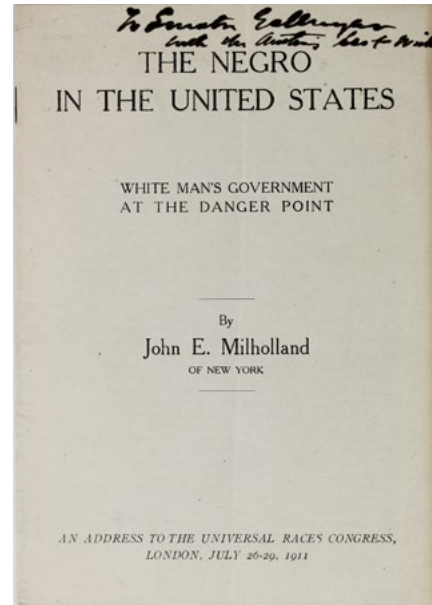 To Senator Gallinger
with the Author's best wish
THE NEGRO
IN THE UNITED STATES
WHITE MAN'S GOVERNMENT
AT THE DANGER POINT
By
John E. Milholland
OF NEW YORK
AN ADDRESS TO THE UNIVERSAL RACES CONGRESS,
LONDON, JULY 26-29, 1911